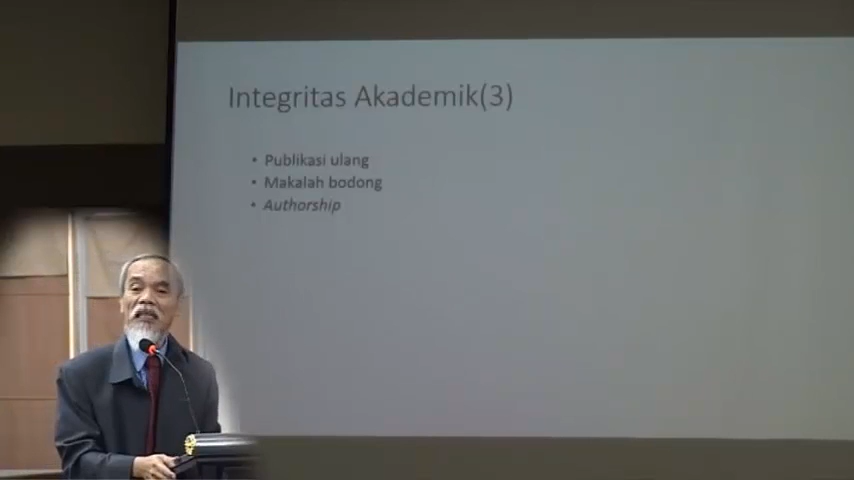 Integritas Akademik(3)
• Publikasi ulang
• Makalah bodong
• Authorship